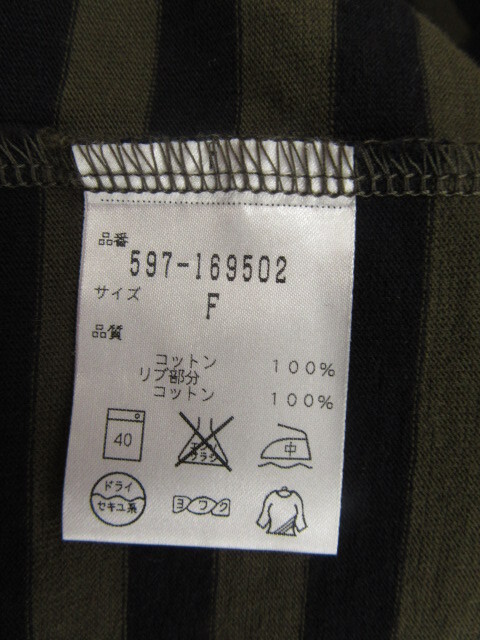 品番
597-169502
サイズ
F
品質
コットン 100%
リブ部分
コットン 100%
40
エンソ
サラシ
中
ドライ
セキユ系
ヨワク